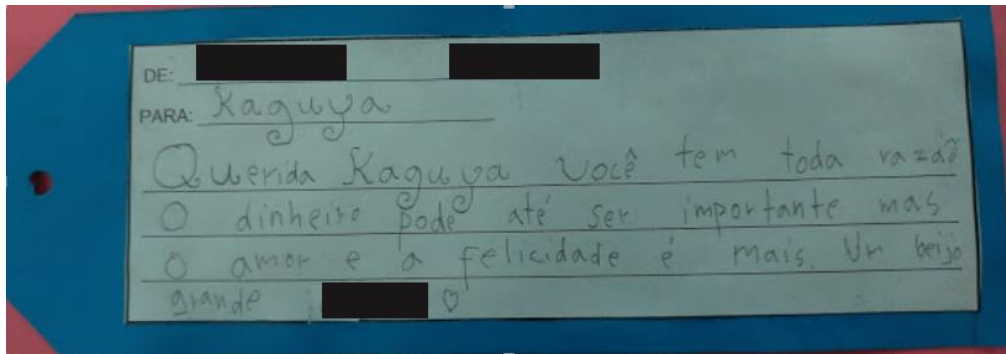 DE:
PARA: Kaguya
Querida Kaguya Você tem toda razão
O dinheiro pode até ser importante mas
o amor e a felicidade é mais. Um beijo
grande ♡